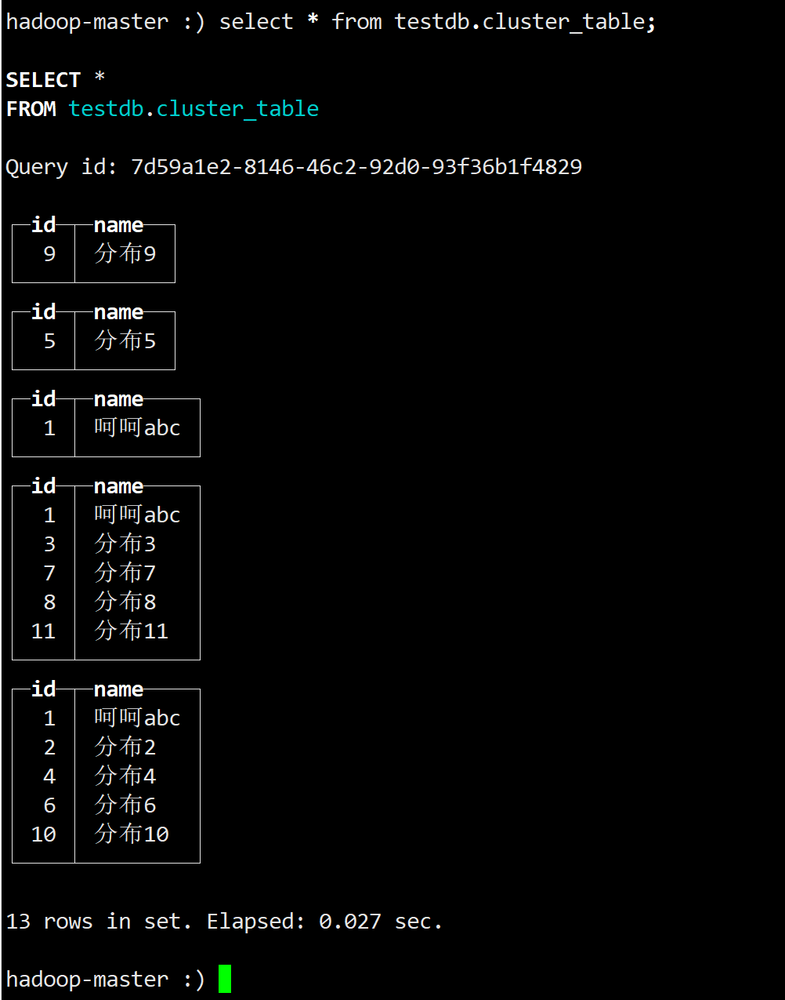 hadoop-master :) select * from testdb.cluster_table;
SELECT *
FROM testdb.cluster_table
Query id: 7d59a1e2-8146-46c2-92d0-93f36b1f4829
id name
9 分布9
id name
5 分布5
id name
1 呵呵abc
id name
1 呵呵abc
3 分布3
7 分布7
8 分布8
11 分布11
id name
1 呵呵abc
2 分布2
4 分布4
6 分布6
10 分布10
13 rows in set. Elapsed: 0.027 sec.
hadoop-master :)